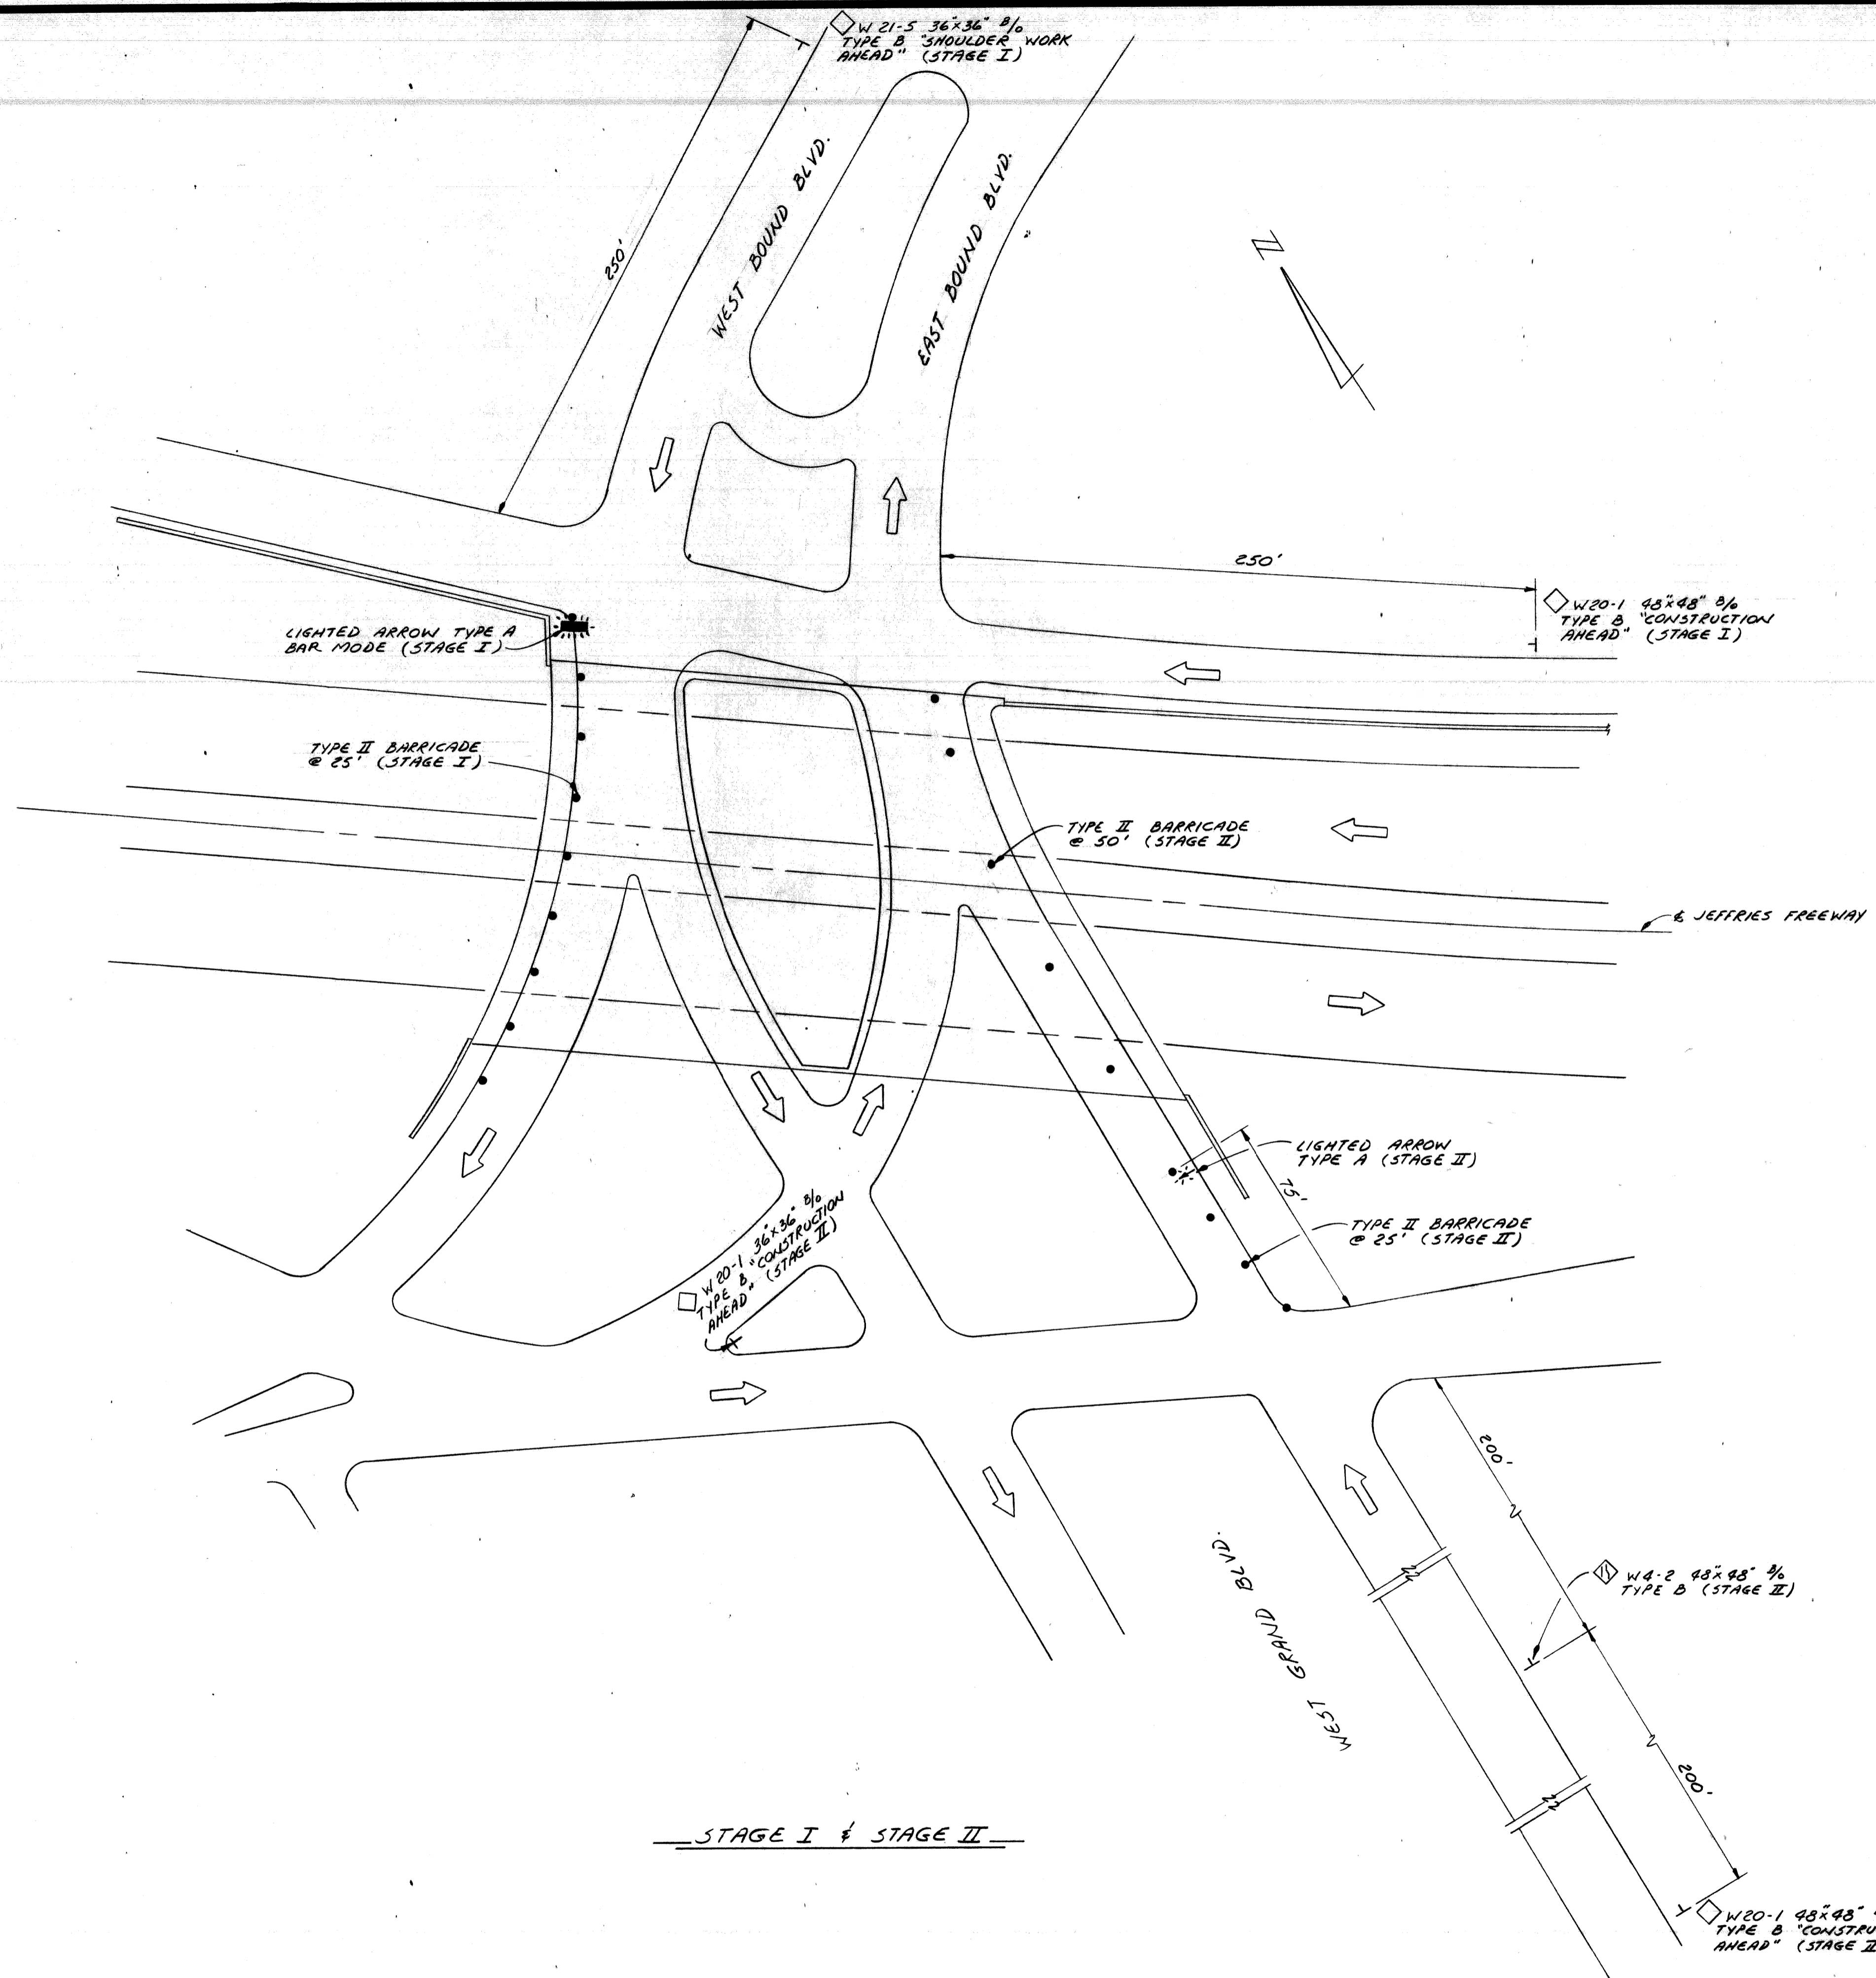 W 21-5 36"x36" B/O
TYPE B "SHOULDER WORK
AHEAD" (STAGE I)
250'
WEST BOUND BLVD.
EAST BOUND BLVD.
N
250'
W20-1 48"x48" B/O
TYPE B "CONSTRUCTION
AHEAD" (STAGE I)
LIGHTED ARROW TYPE A
BAR MODE (STAGE I)
TYPE II BARRICADE
@ 25' (STAGE I)
TYPE II BARRICADE
@ 50' (STAGE II)
℄ JEFFRIES FREEWAY
LIGHTED ARROW
TYPE A (STAGE II)
75'
TYPE II BARRICADE
@ 25' (STAGE II)
W 20-1 36"x36" B/O
TYPE B "CONSTRUCTION
AHEAD" (STAGE II)
200'
WEST GRAND BLVD.
W4-2 48"x48" B/O
TYPE B (STAGE II)
200'
STAGE I & STAGE II
W20-1 48"x48"
TYPE B "CONSTRU
AHEAD" (STAGE II